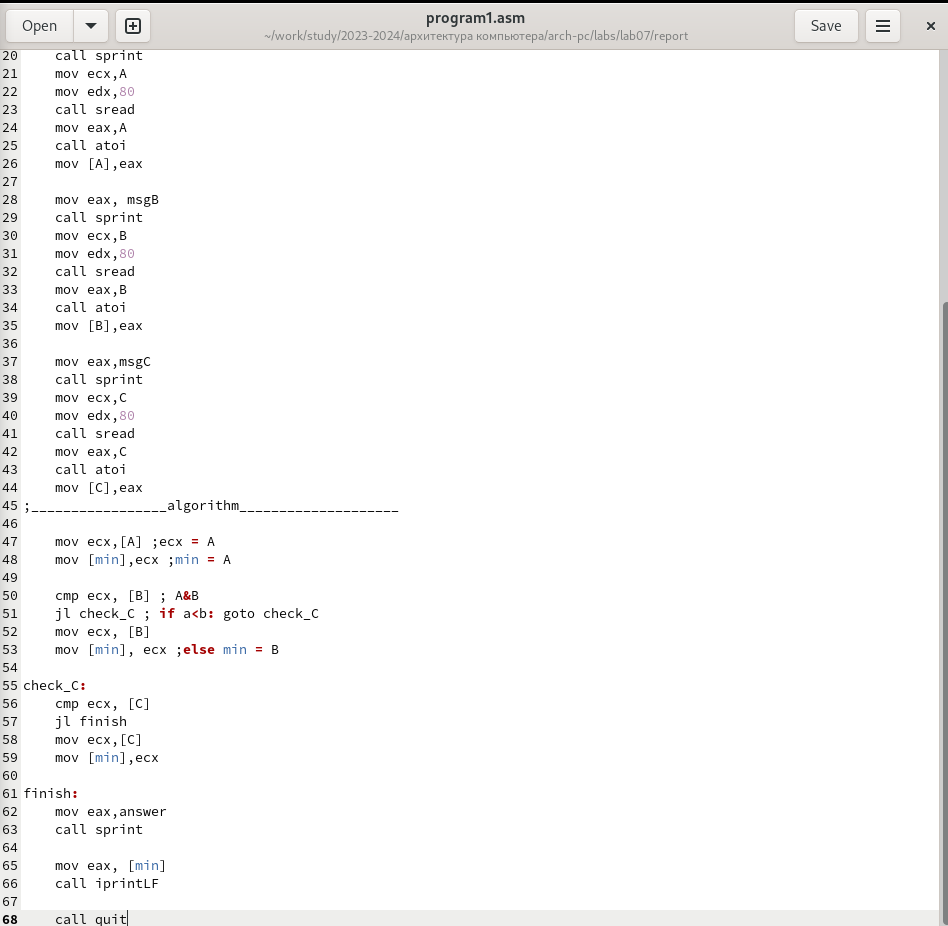 Open
program1.asm
~/work/study/2023-2024/архитектура компьютера/arch-pc/labs/lab07/report
Save
20 call sprint
21 mov ecx,A
22 mov edx,80
23 call sread
24 mov eax,A
25 call atoi
26 mov [A],eax
27
28 mov eax, msgB
29 call sprint
30 mov ecx,B
31 mov edx,80
32 call sread
33 mov eax,B
34 call atoi
35 mov [B],eax
36
37 mov eax,msgC
38 call sprint
39 mov ecx,C
40 mov edx,80
41 call sread
42 mov eax,C
43 call atoi
44 mov [C],eax
45 ;_________________algorithm____________________
46
47 mov ecx,[A] ;ecx = A
48 mov [min],ecx ;min = A
49
50 cmp ecx, [B] ; A&B
51 jl check_C ; if a<b: goto check_C
52 mov ecx, [B]
53 mov [min], ecx ;else min = B
54
55 check_C:
56 cmp ecx, [C]
57 jl finish
58 mov ecx,[C]
59 mov [min],ecx
60
61 finish:
62 mov eax,answer
63 call sprint
64
65 mov eax, [min]
66 call iprintLF
67
68 call quit